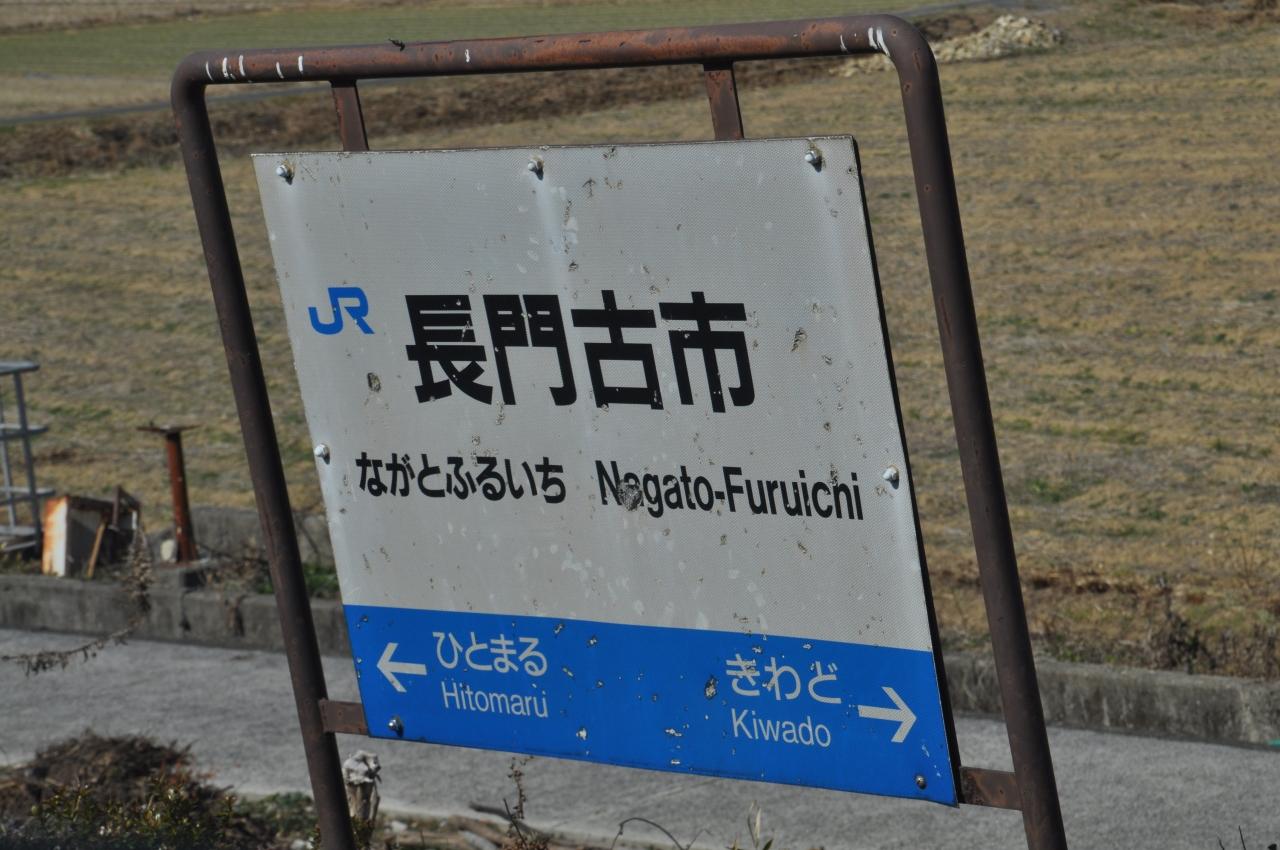 JR 長門古市
ながとふるいち Nagato-Furuichi
← ひとまる きわど →
Hitomaru Kiwado